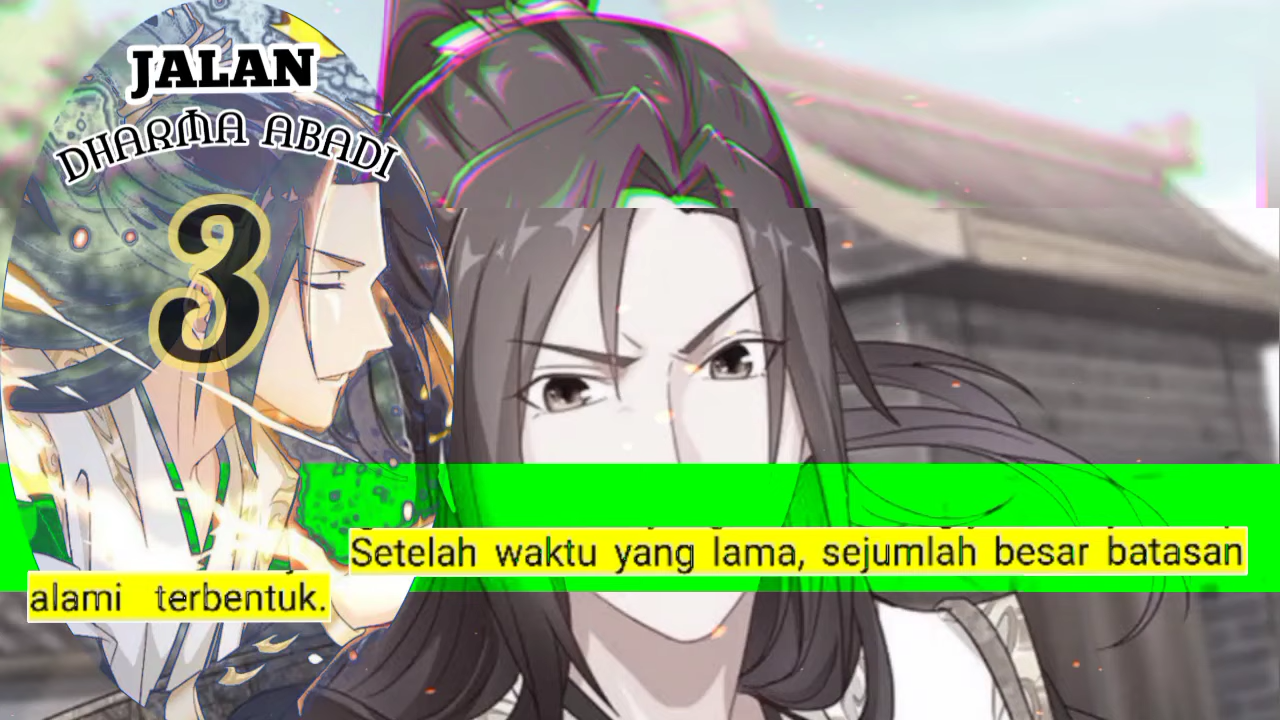 JALAN
DHARMA ABADI
3
Setelah waktu yang lama, sejumlah besar batasan
alami terbentuk.